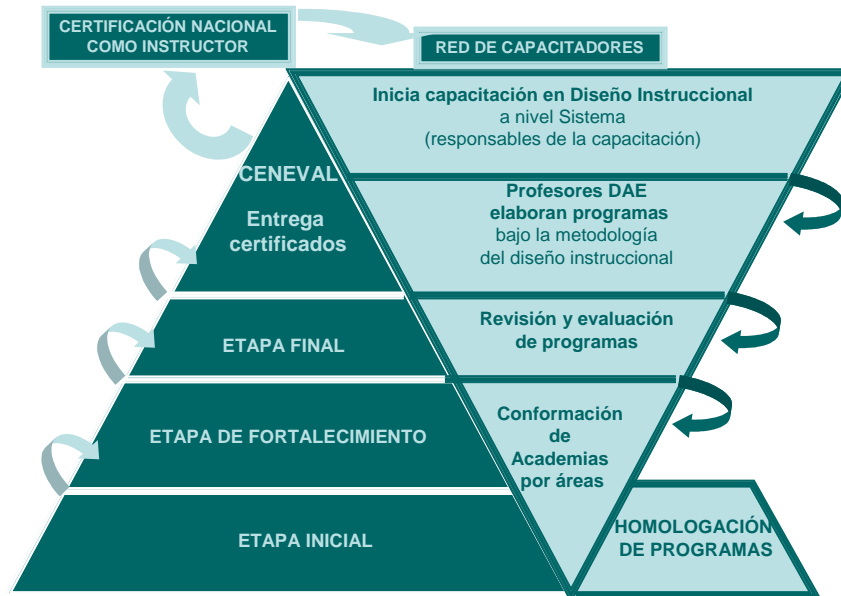 CERTIFICACIÓN NACIONAL
COMO INSTRUCTOR
RED DE CAPACITADORES
Inicia capacitación en Diseño Instruccional
a nivel Sistema
(responsables de la capacitación)
CENEVAL
Entrega
certificados
Profesores DAE
elaboran programas
bajo la metodología
del diseño instruccional
ETAPA FINAL
Revisión y evaluación
de programas
ETAPA DE FORTALECIMIENTO
Conformación
de
Academias
por áreas
ETAPA INICIAL
HOMOLOGACIÓN
DE PROGRAMAS